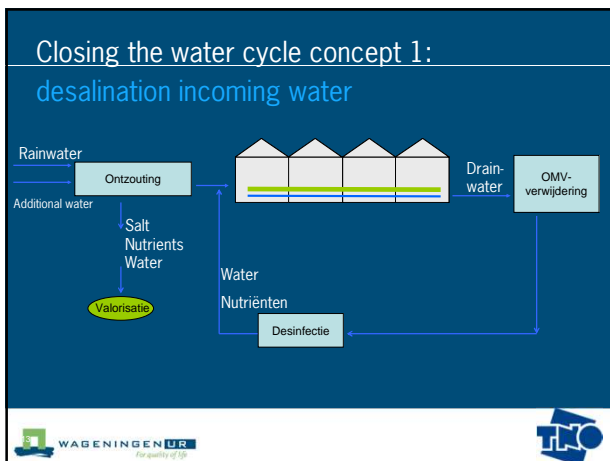 Closing the water cycle concept 1:
desalination incoming water
Rainwater
Additional water
Ontzouting
Salt
Nutrients
Water
Valorisatie
Drain-
water
OMV-
verwijdering
Water
Nutriënten
Desinfectie
WAGENINGEN UR
For quality of life
TNO